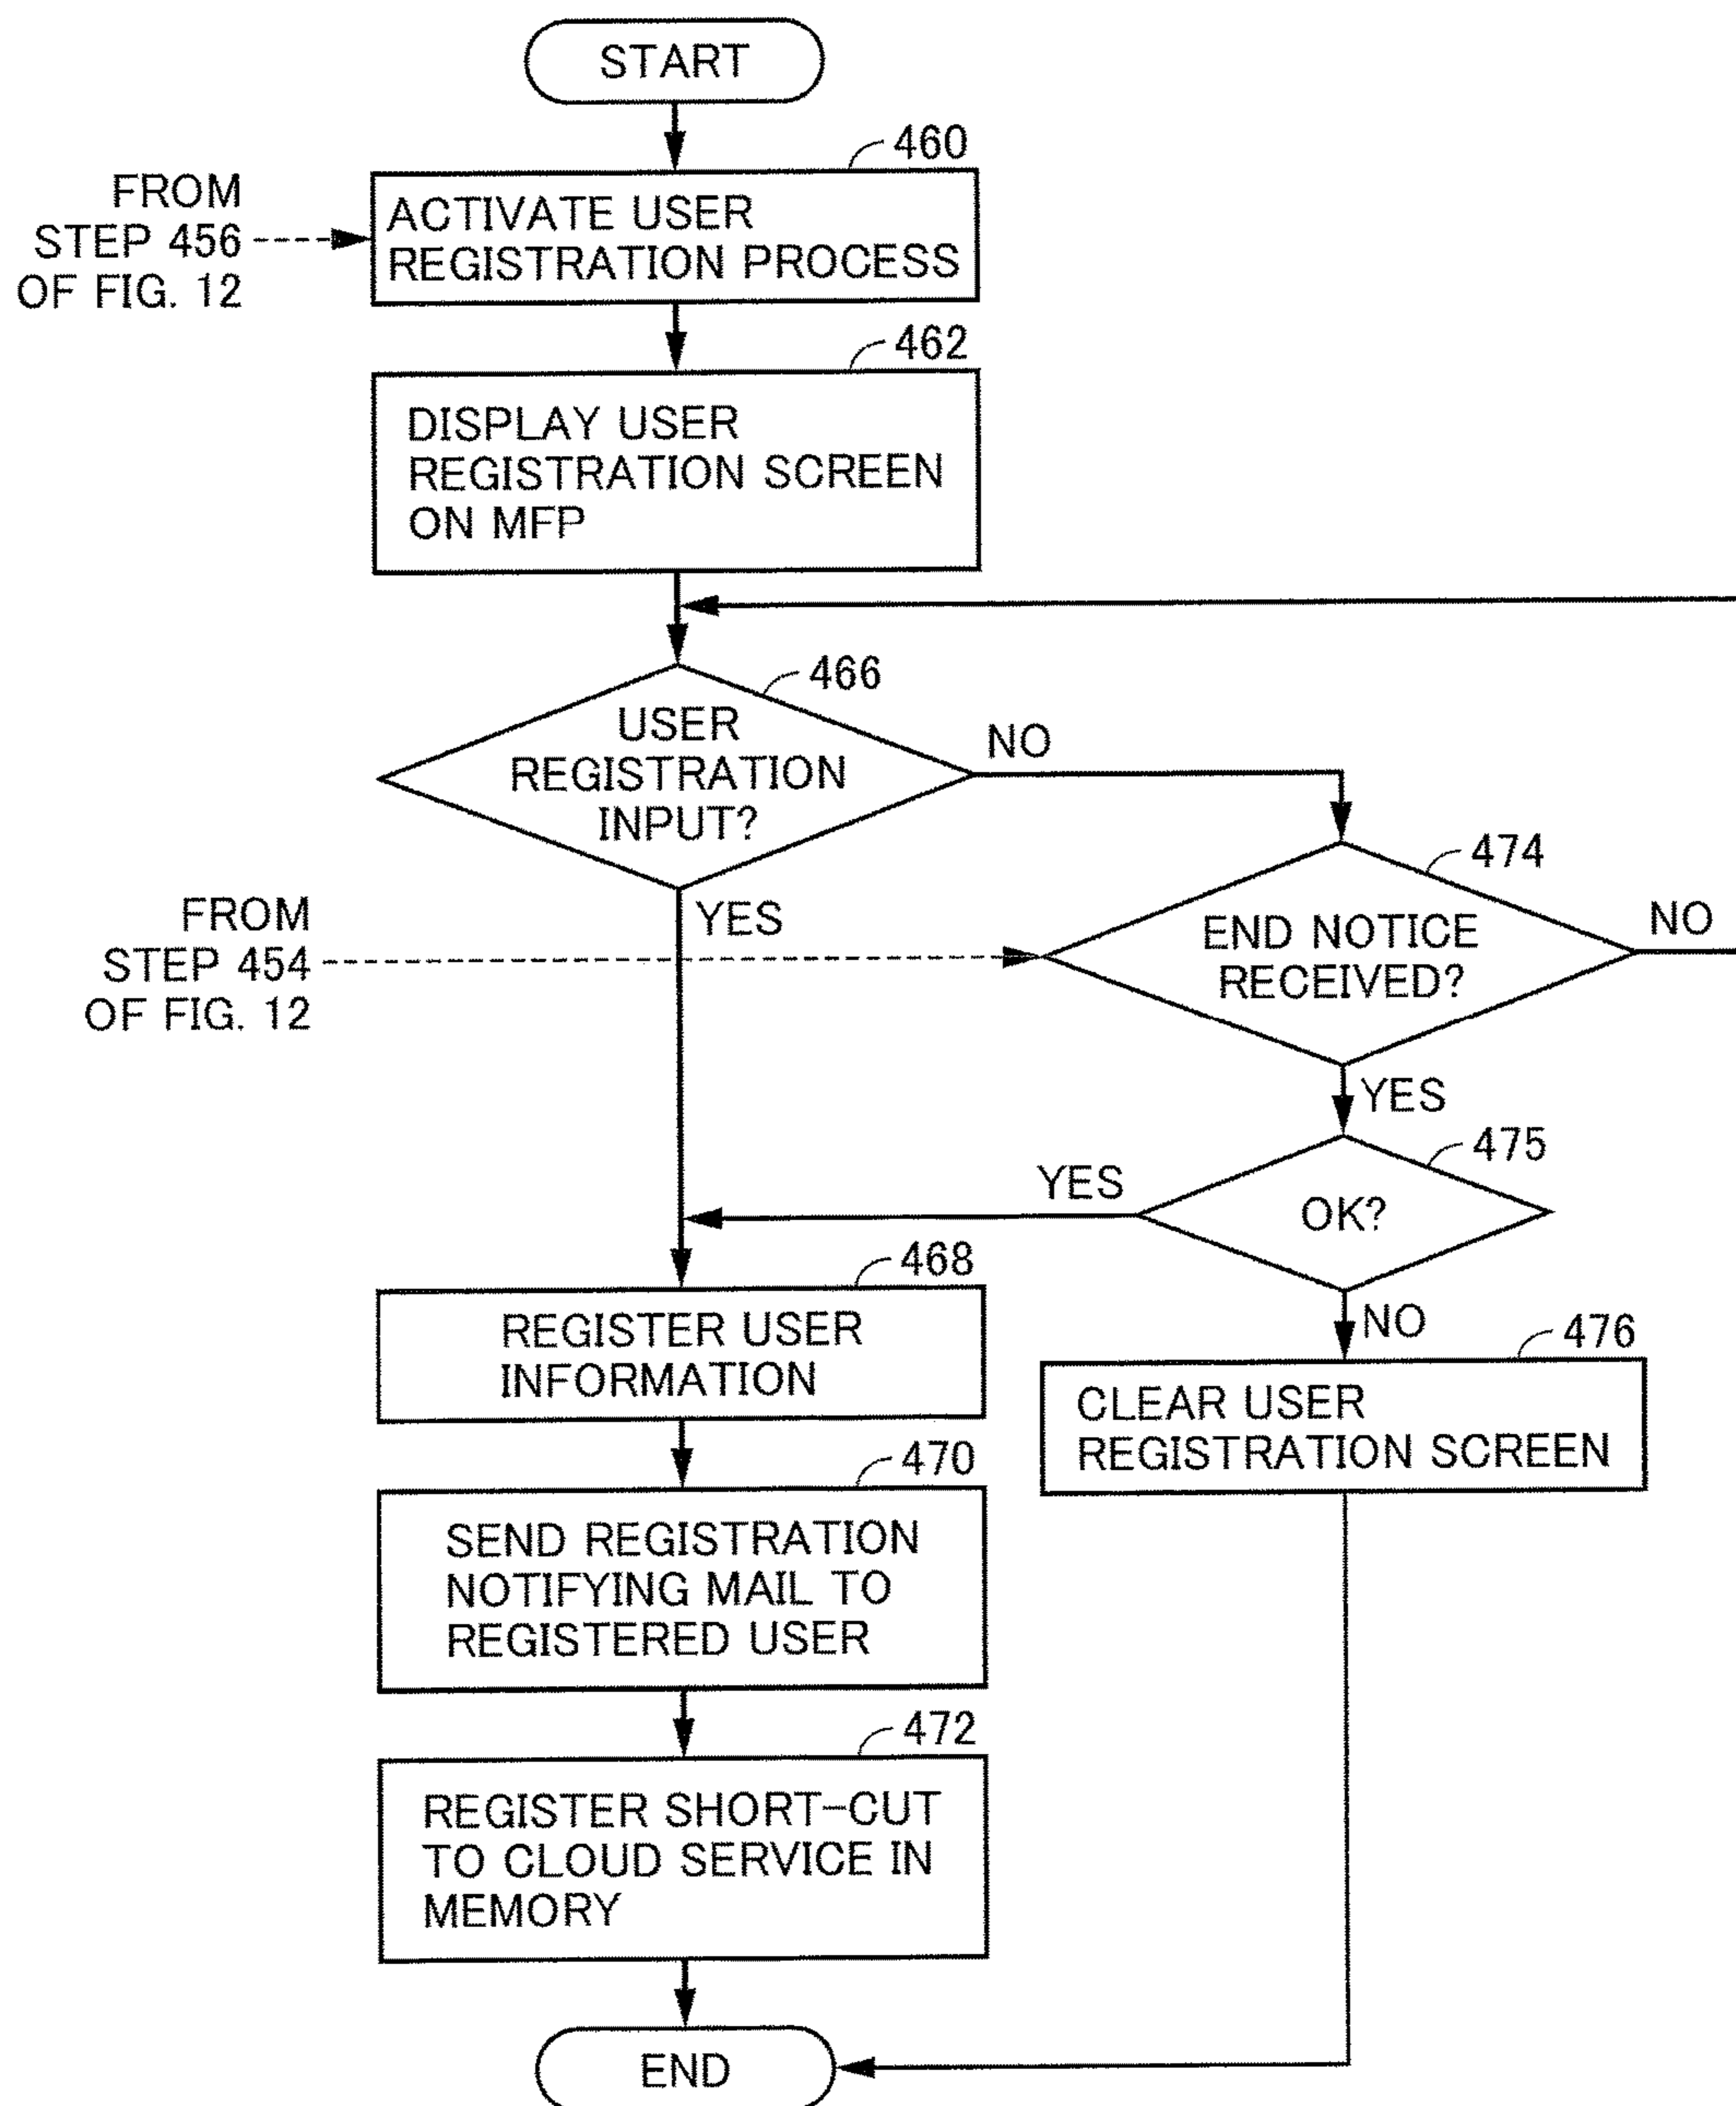 START
460
FROM
STEP 456
OF FIG. 12
ACTIVATE USER
REGISTRATION PROCESS
462
DISPLAY USER
REGISTRATION SCREEN
ON MFP
466
USER
REGISTRATION
INPUT?
NO
474
END NOTICE
RECEIVED?
NO
YES
FROM
STEP 454
OF FIG. 12
YES
475
OK?
YES
468
REGISTER USER
INFORMATION
NO
476
CLEAR USER
REGISTRATION SCREEN
470
SEND REGISTRATION
NOTIFYING MAIL TO
REGISTERED USER
472
REGISTER SHORT-CUT
TO CLOUD SERVICE IN
MEMORY
END